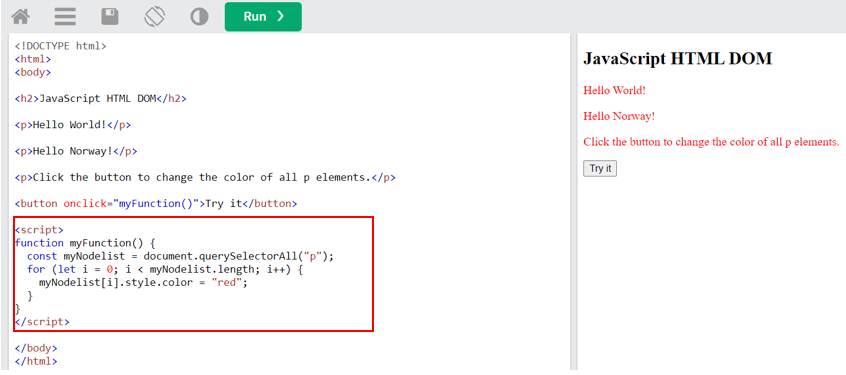 Run ❯
<!DOCTYPE html>
<html>
<body>
<h2>JavaScript HTML DOM</h2>
<p>Hello World!</p>
<p>Hello Norway!</p>
<p>Click the button to change the color of all p elements.</p>
<button onclick="myFunction()">Try it</button>
<script>
function myFunction() {
  const myNodelist = document.querySelectorAll("p");
  for (let i = 0; i < myNodelist.length; i++) {
    myNodelist[i].style.color = "red";
  }
}
</script>
</body>
</html>
JavaScript HTML DOM
Hello World!
Hello Norway!
Click the button to change the color of all p elements.
Try it